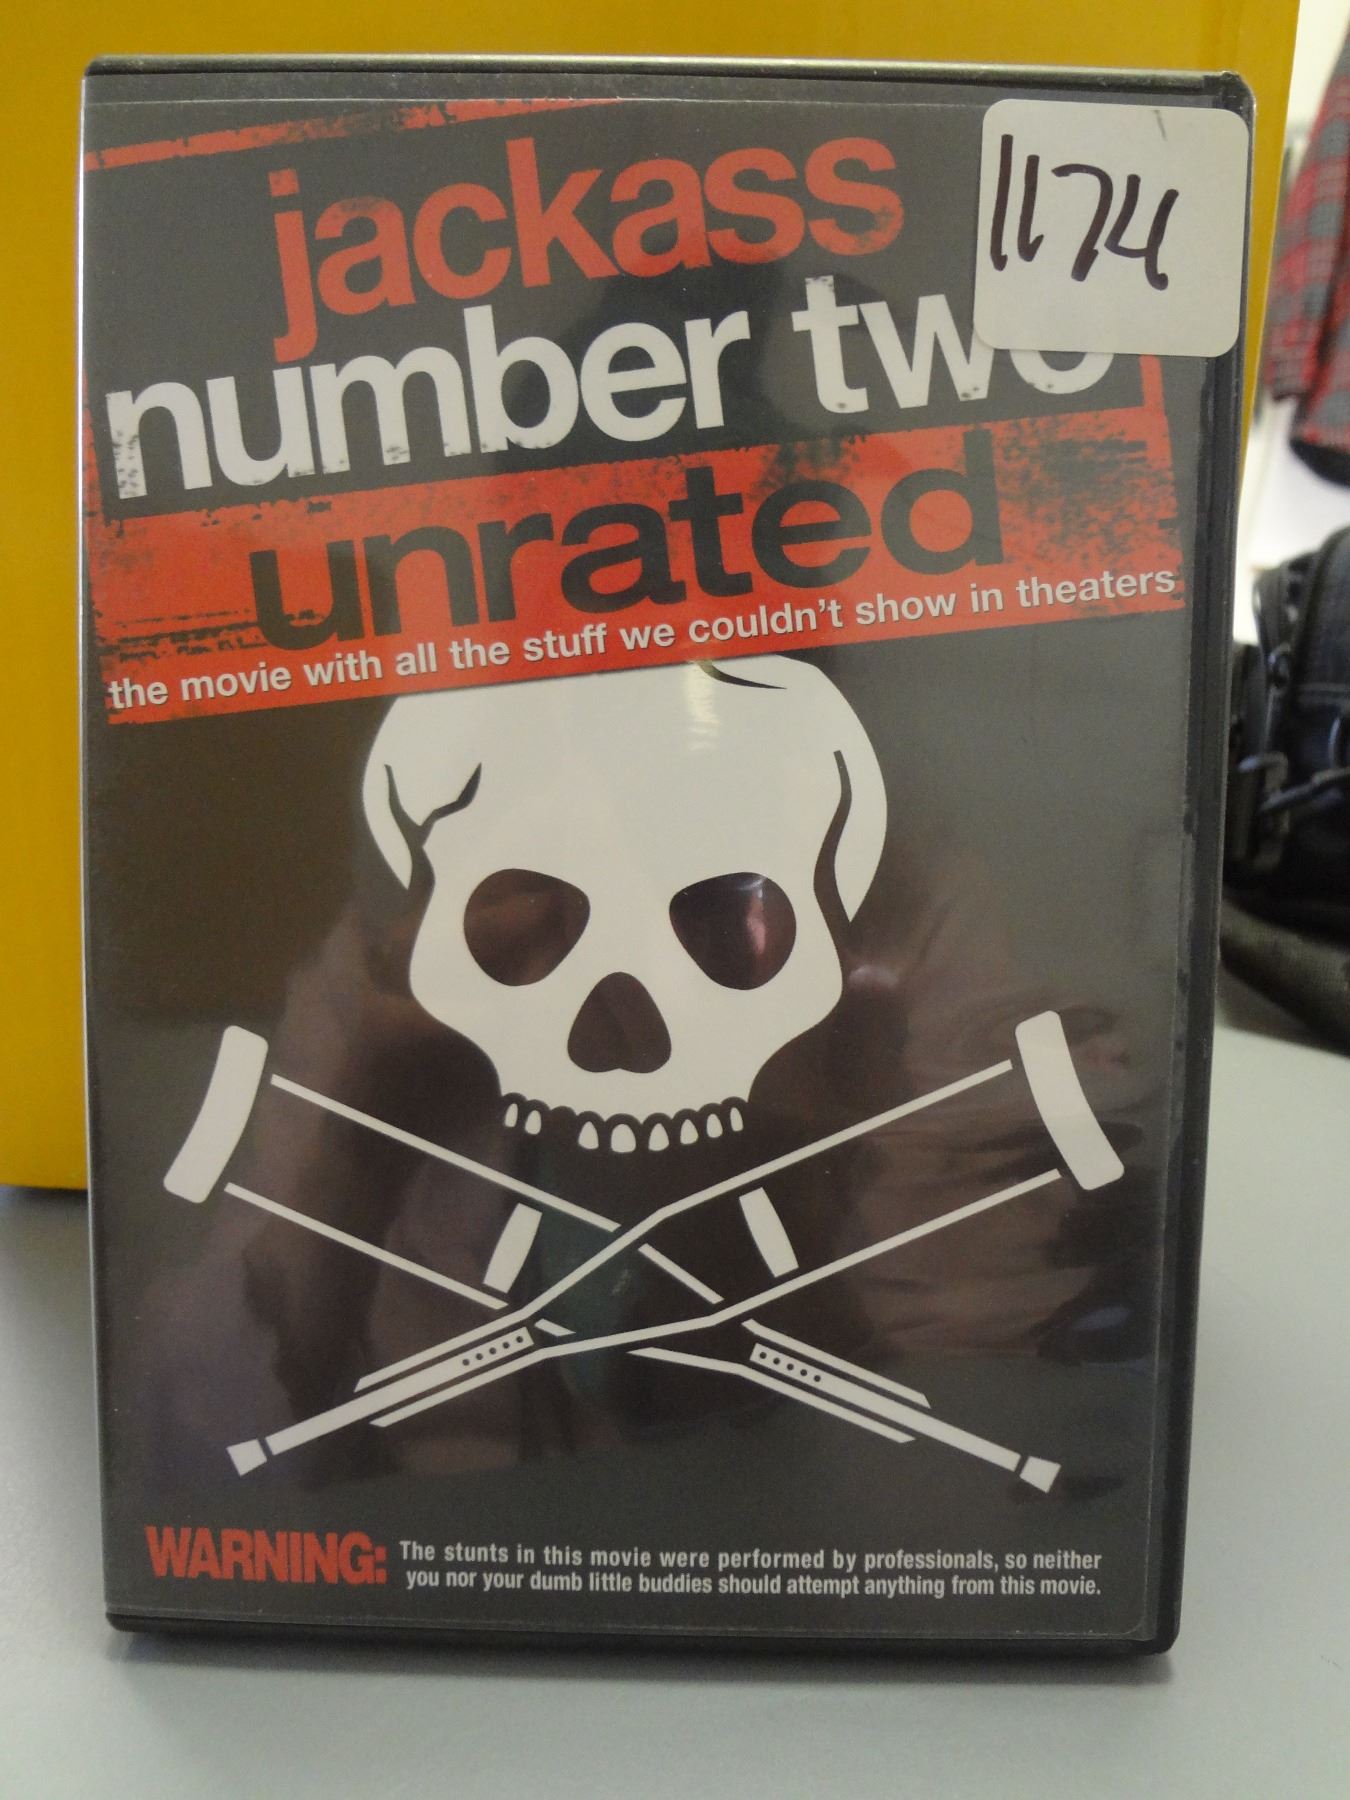 jackass
1174
number two
unrated
the movie with all the stuff we couldn't show in theaters
WARNING: The stunts in this movie were performed by professionals, so neither
you nor your dumb little buddies should attempt anything from this movie.